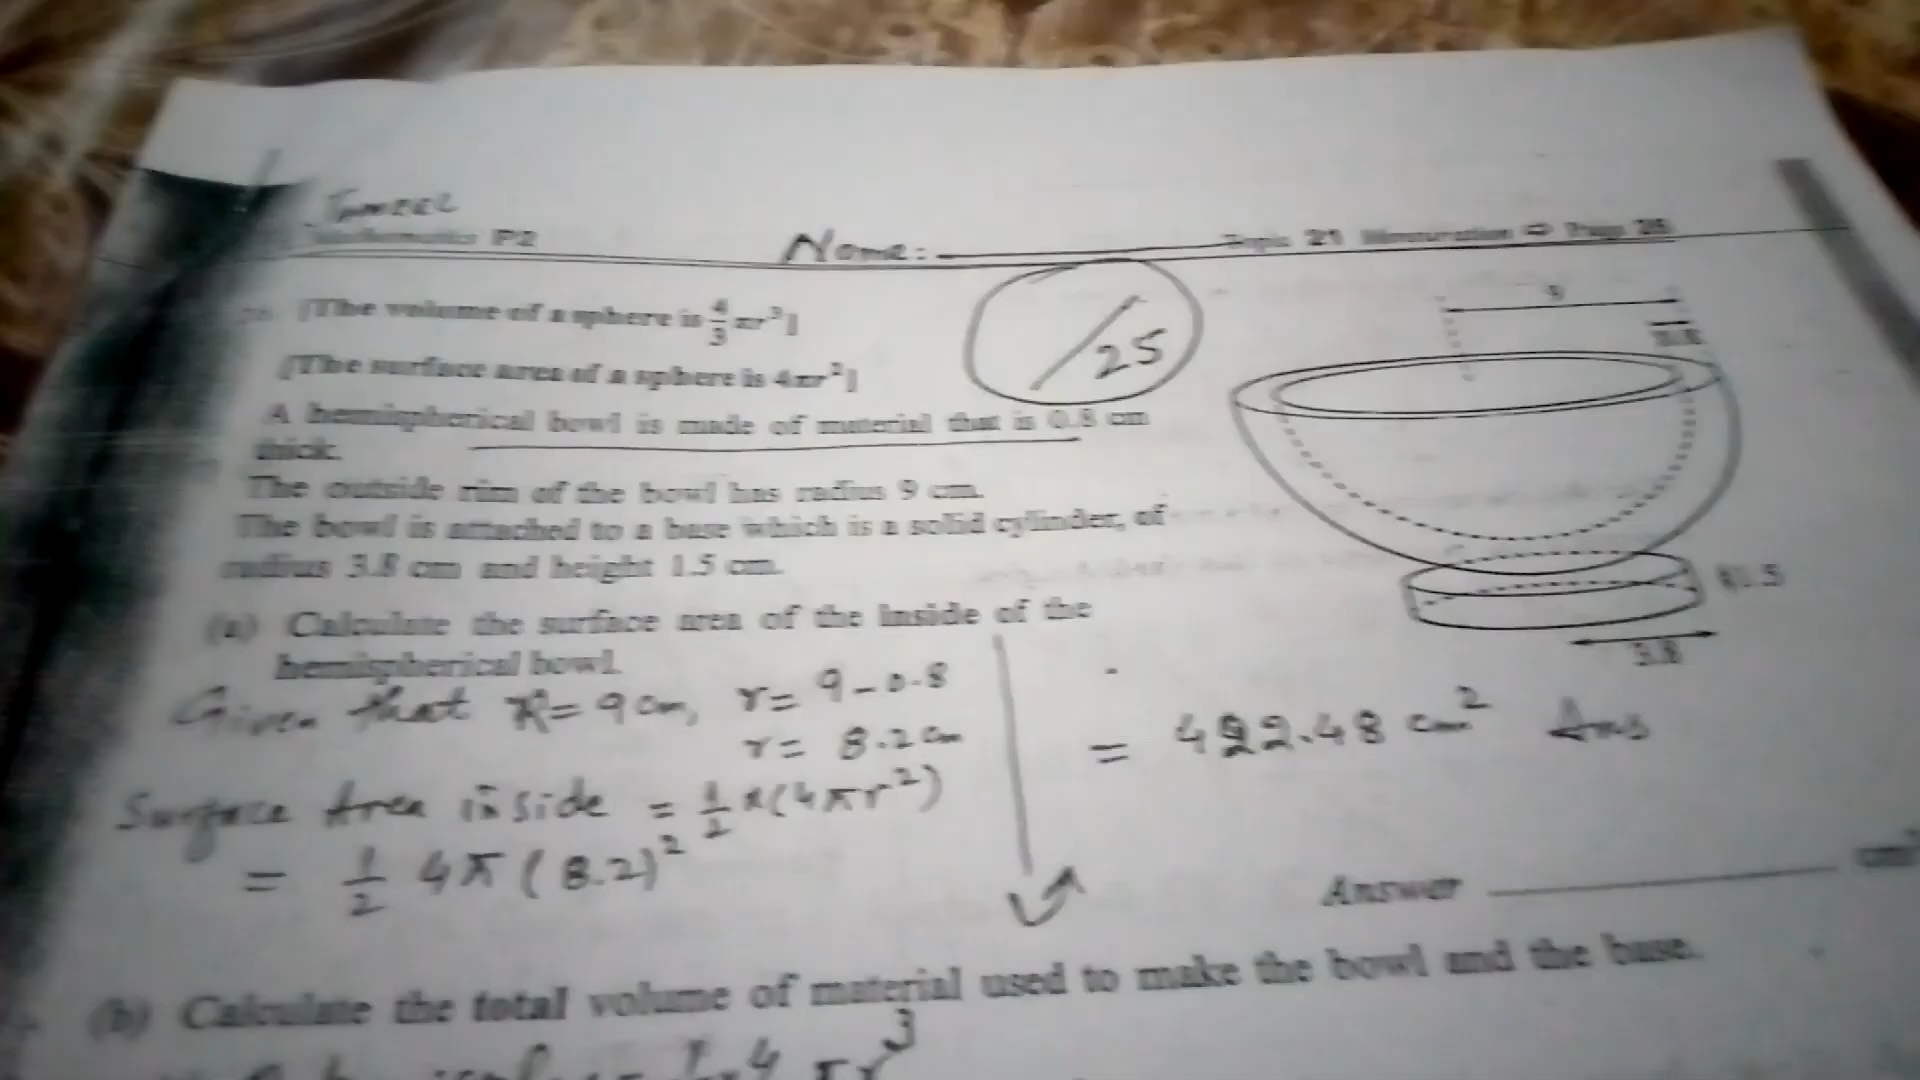 Mathematics P2
Name:
Topic 21 Mensuration ⇨ Page 25
[The volume of a sphere is 4/3 πr³]
/25
[The surface area of a sphere is 4πr²]
A hemispherical bowl is made of material that is 0.8 cm
thick.
The outside rim of the bowl has radius 9 cm.
The bowl is attached to a base which is a solid cylinder, of
radius 3.8 cm and height 1.5 cm.
9
0.8
1.5
3.8
(a) Calculate the surface area of the inside of the
hemispherical bowl.
Given that R = 9 cm, r = 9 - 0.8
r = 8.2 cm
Surface Area inside = 1/2 x (4πr²)
= 1/2 4π (8.2)²
= 422.48 cm² Ans
Answer cm²
(b) Calculate the total volume of material used to make the bowl and the base.